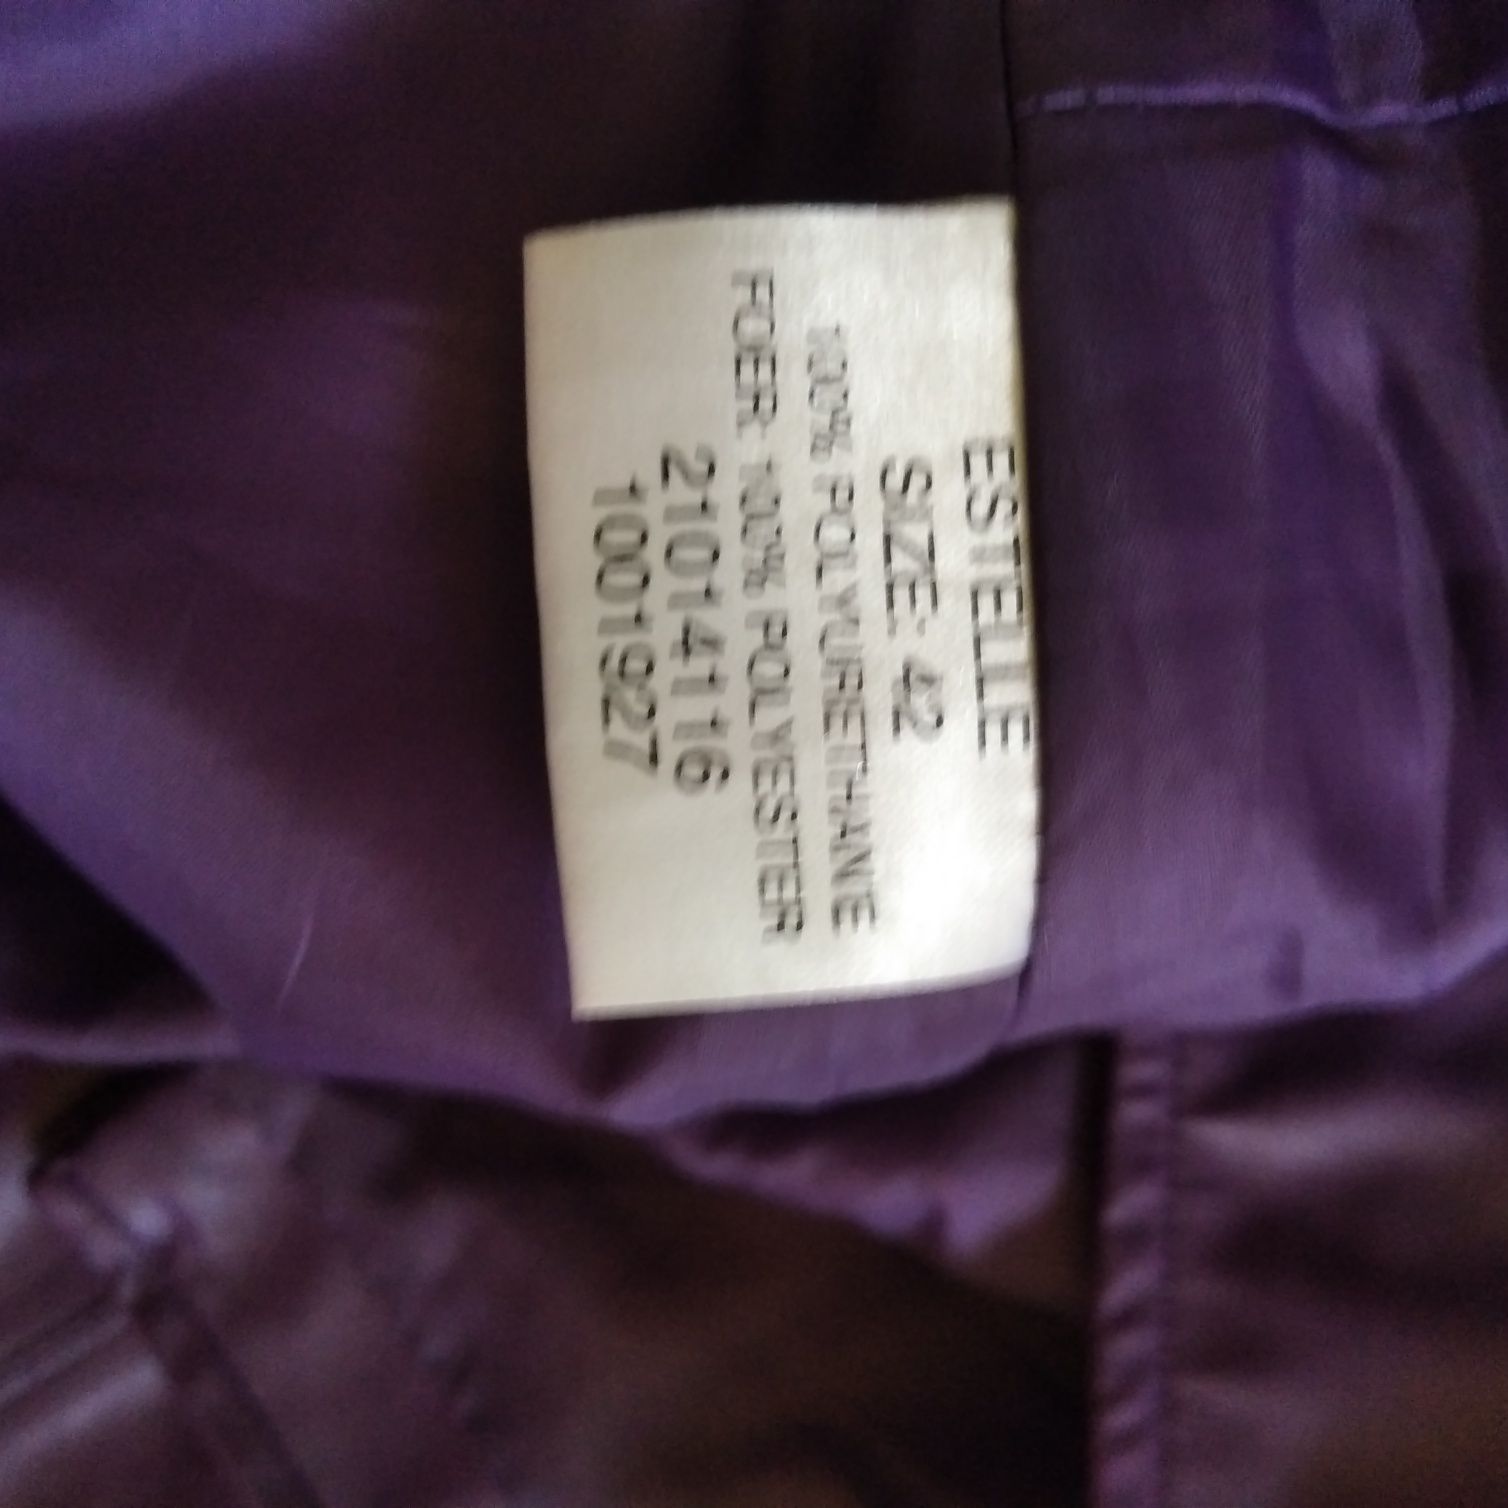 ESTELLE
SIZE: 42
100% POLYURETHANE
FOER 100% POLYESTER
21014116
1001927